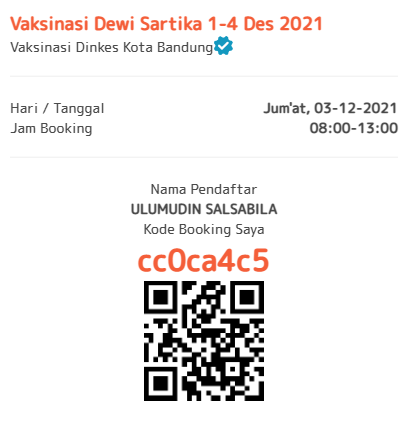 Vaksinasi Dewi Sartika 1-4 Des 2021
Vaksinasi Dinkes Kota Bandung
Hari / Tanggal Jum'at, 03-12-2021
Jam Booking 08:00-13:00
Nama Pendaftar
ULUMUDIN SALSABILA
Kode Booking Saya
cc0ca4c5